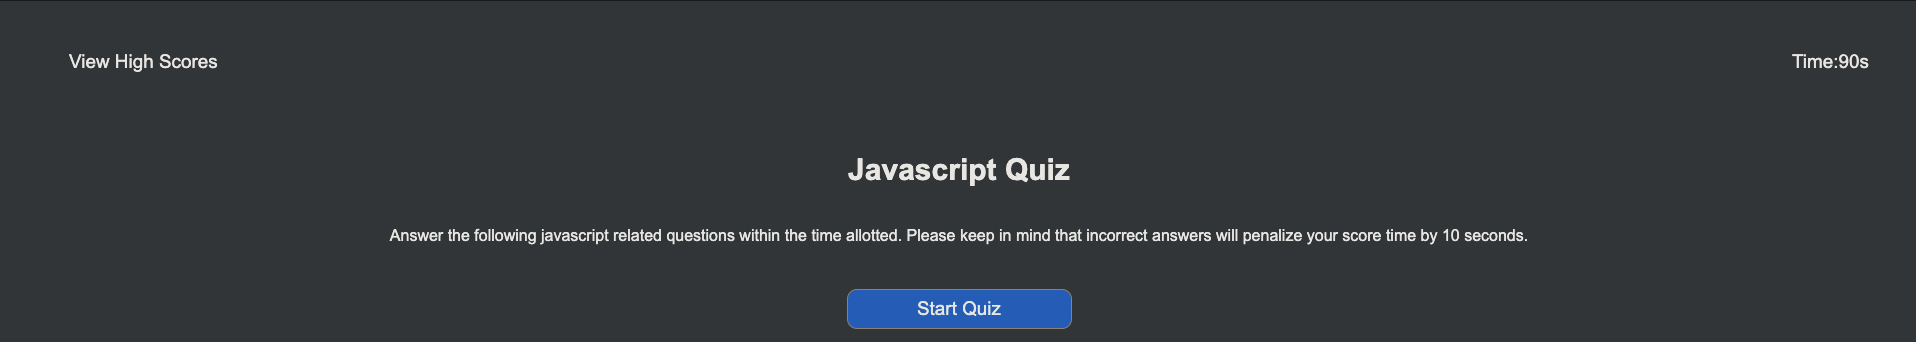 View High Scores
Time:90s
Javascript Quiz
Answer the following javascript related questions within the time allotted. Please keep in mind that incorrect answers will penalize your score time by 10 seconds.
Start Quiz